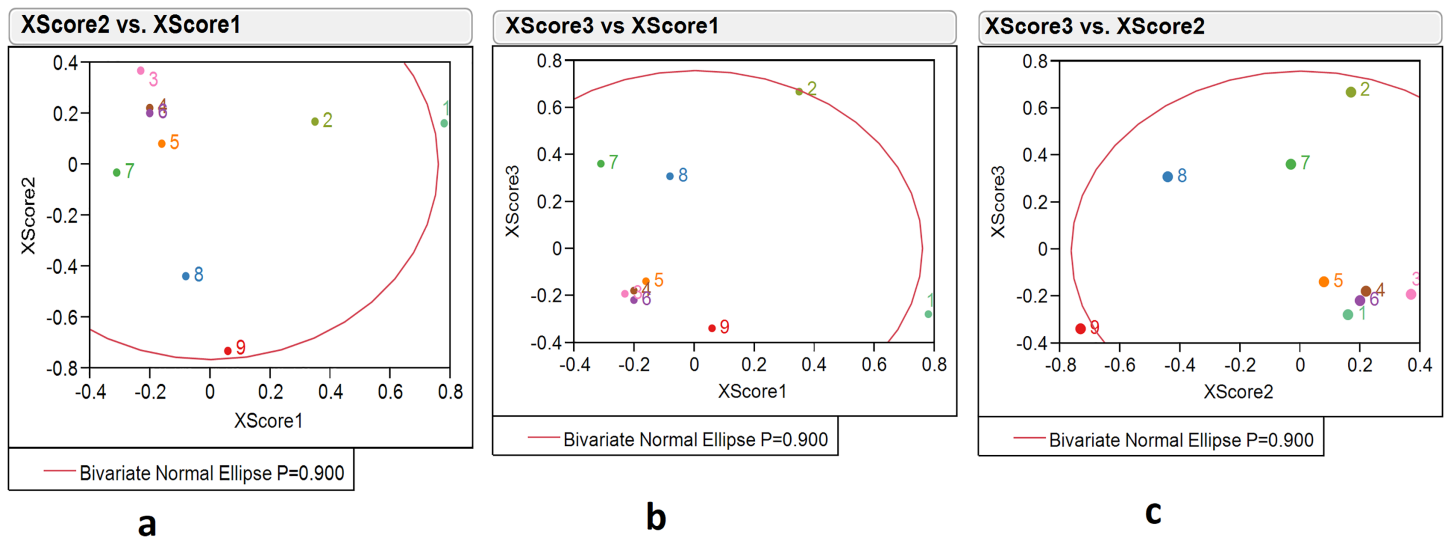 XScore2 vs. XScore1
0.4
0.2
0
-0.2
-0.4
-0.6
-0.8
XScore2
3
4
6
5
7
2
1
8
9
-0.4 -0.2 0 0.2 0.4 0.6 0.8
XScore1
Bivariate Normal Ellipse P=0.900
a
XScore3 vs XScore1
0.8
0.6
0.4
0.2
0
-0.2
-0.4
XScore3
2
7
8
5
4
3
6
1
9
-0.4 -0.2 0 0.2 0.4 0.6 0.8
XScore1
Bivariate Normal Ellipse P=0.900
b
XScore3 vs. XScore2
0.8
0.6
0.4
0.2
0
-0.2
-0.4
XScore3
2
7
8
5
3
4
6
1
9
-0.8 -0.6 -0.4 -0.2 0 0.2 0.4
XScore2
Bivariate Normal Ellipse P=0.900
c